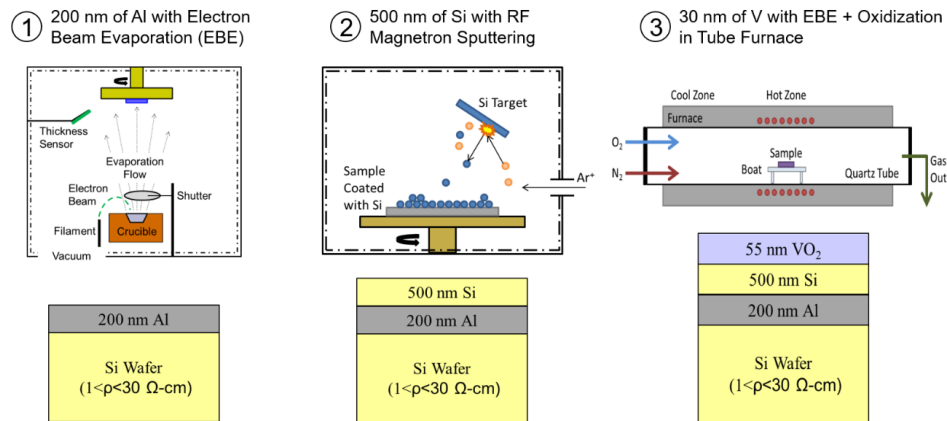 1 200 nm of Al with Electron
Beam Evaporation (EBE)
Thickness
Sensor
Evaporation
Flow
Electron
Beam
Shutter
Filament
Crucible
Vacuum
200 nm Al
Si Wafer
(1<ρ<30 Ω-cm)
2 500 nm of Si with RF
Magnetron Sputtering
Si Target
Sample
Coated
with Si
Ar⁺
500 nm Si
200 nm Al
Si Wafer
(1<ρ<30 Ω-cm)
3 30 nm of V with EBE + Oxidization
in Tube Furnace
Cool Zone
Hot Zone
Furnace
O₂
N₂
Sample
Boat
Quartz Tube
Gas
Out
55 nm VO₂
500 nm Si
200 nm Al
Si Wafer
(1<ρ<30 Ω-cm)